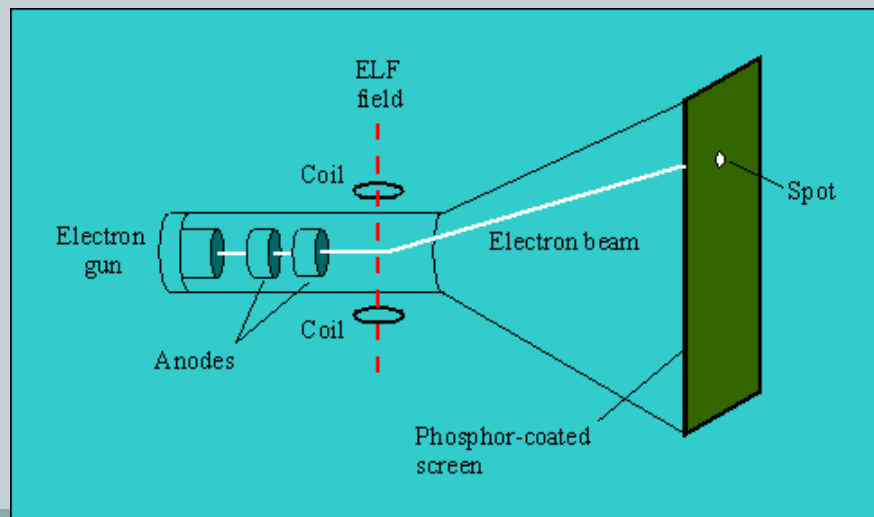 ELF
field
Coil
Spot
Electron
gun
Electron beam
Coil
Anodes
Phosphor-coated
screen